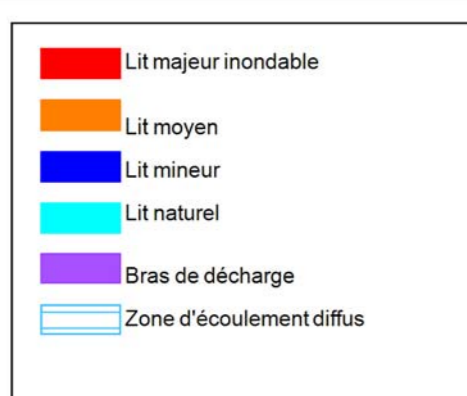 Lit majeur inondable
Lit moyen
Lit mineur
Lit naturel
Bras de décharge
Zone d'écoulement diffus